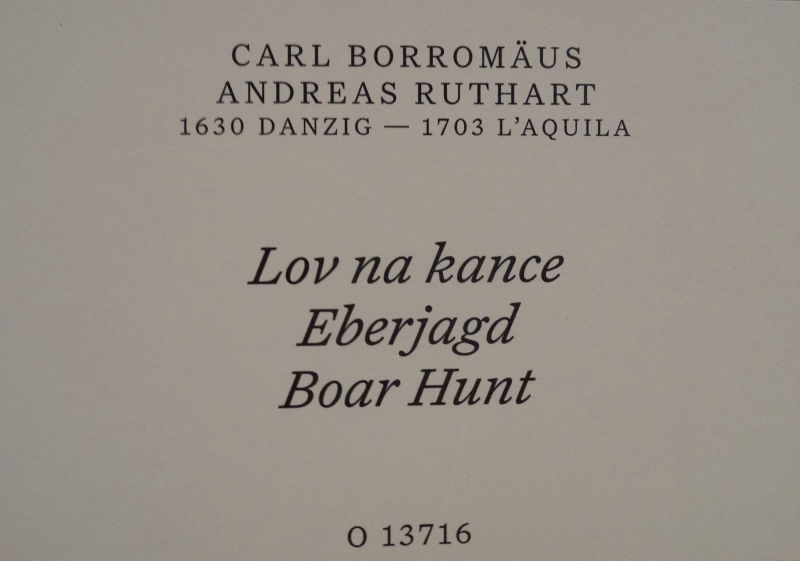 CARL BORROMÄUS
ANDREAS RUTHART
1630 DANZIG — 1703 L’AQUILA
Lov na kance
Eberjagd
Boar Hunt
O 13716